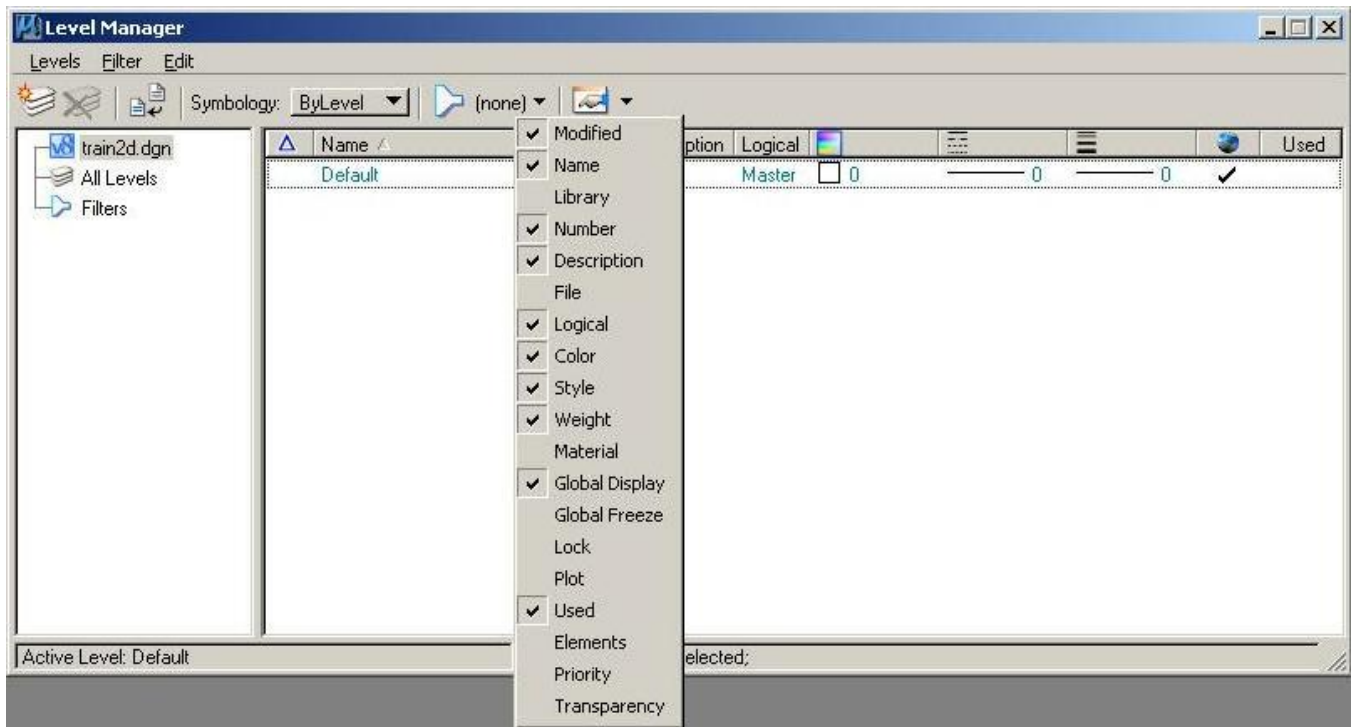 Level Manager
Levels Filter Edit
Symbology: ByLevel (none)
v8 train2d.dgn
All Levels
Filters
Name ption Logical Used
Default Master 0 0 0
Modified
Name
Library
Number
Description
File
Logical
Color
Style
Weight
Material
Global Display
Global Freeze
Lock
Plot
Used
Elements
Priority
Transparency
Active Level: Default elected;